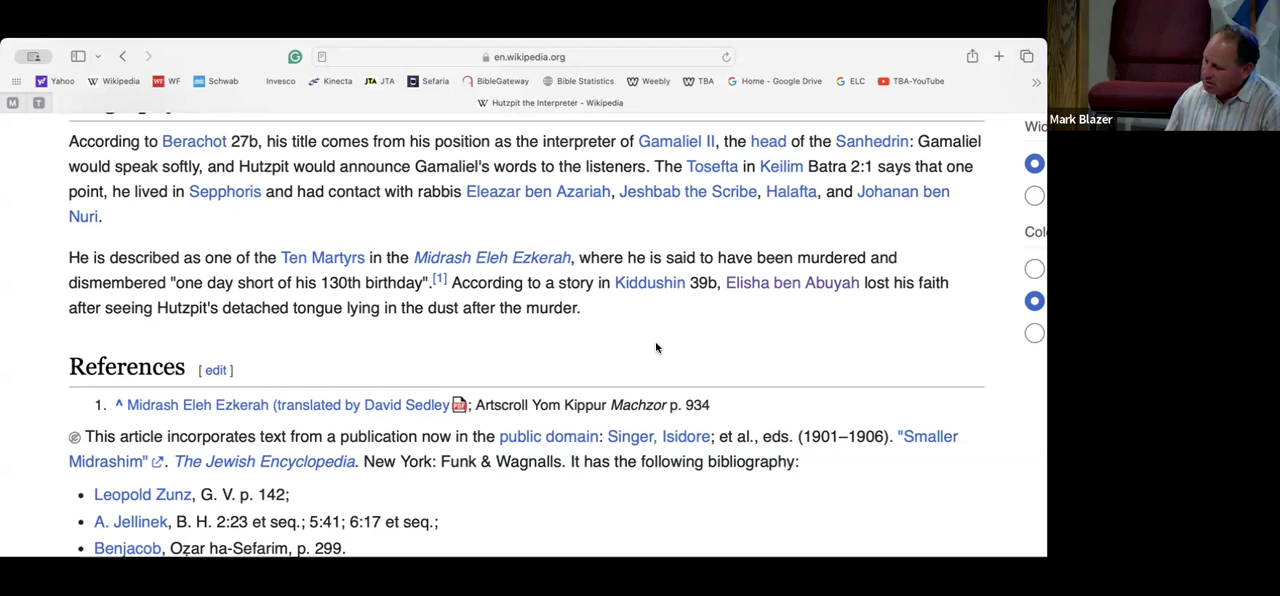 en.wikipedia.org
Yahoo Wikipedia WF WF Schwab Invesco Kinecta JTA JTA Sefaria BibleGateway Bible Statistics Weebly TBA Home - Google Drive ELC TBA-YouTube
M T Hutzpit the Interpreter - Wikipedia
Mark Blazer
According to Berachot 27b, his title comes from his position as the interpreter of Gamaliel II, the head of the Sanhedrin: Gamaliel
would speak softly, and Hutzpit would announce Gamaliel's words to the listeners. The Tosefta in Keilim Batra 2:1 says that one
point, he lived in Sepphoris and had contact with rabbis Eleazar ben Azariah, Jeshbab the Scribe, Halafta, and Johanan ben
Nuri.
He is described as one of the Ten Martyrs in the Midrash Eleh Ezkerah, where he is said to have been murdered and
dismembered "one day short of his 130th birthday".[1] According to a story in Kiddushin 39b, Elisha ben Abuyah lost his faith
after seeing Hutzpit's detached tongue lying in the dust after the murder.
References [ edit ]
1. ^ Midrash Eleh Ezkerah (translated by David Sedley ; Artscroll Yom Kippur Machzor p. 934
This article incorporates text from a publication now in the public domain: Singer, Isidore; et al., eds. (1901–1906). "Smaller
Midrashim". The Jewish Encyclopedia. New York: Funk & Wagnalls. It has the following bibliography:
• Leopold Zunz, G. V. p. 142;
• A. Jellinek, B. H. 2:23 et seq.; 5:41; 6:17 et seq.;
• Benjacob, Oẓar ha-Sefarim, p. 299.